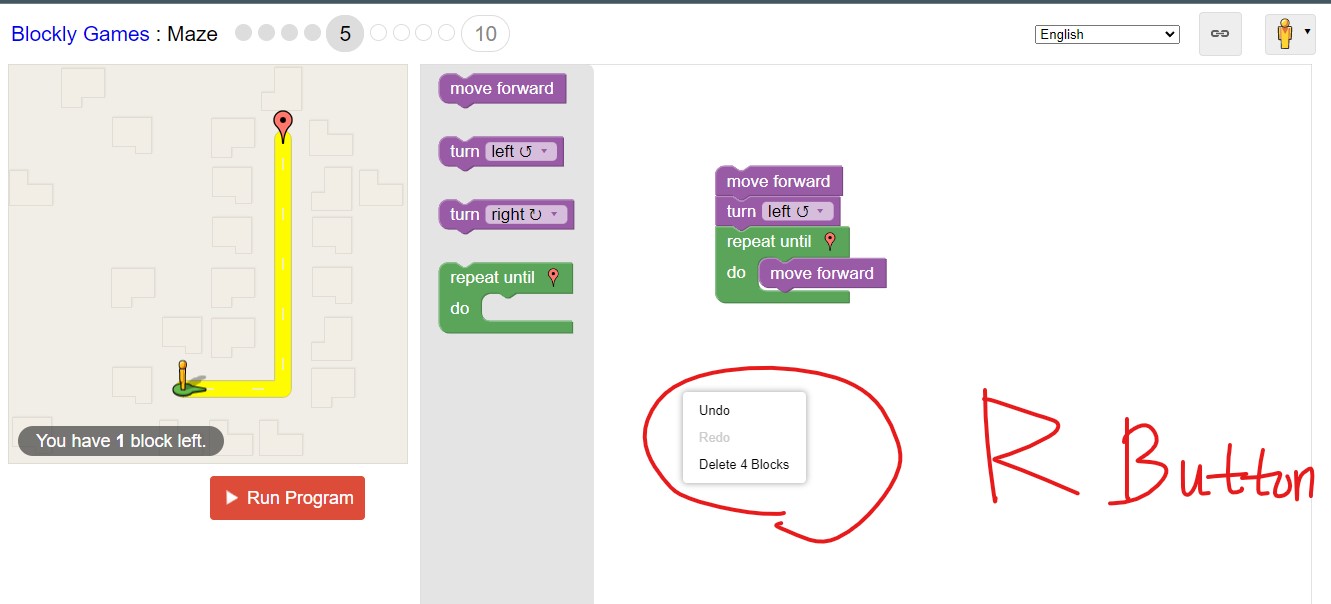 Blockly Games : Maze 5 10 English
move forward
turn left ↺
turn right ↻
repeat until
do
move forward
turn left ↺
repeat until
do move forward
You have 1 block left.
Run Program
Undo
Redo
Delete 4 Blocks
R Button